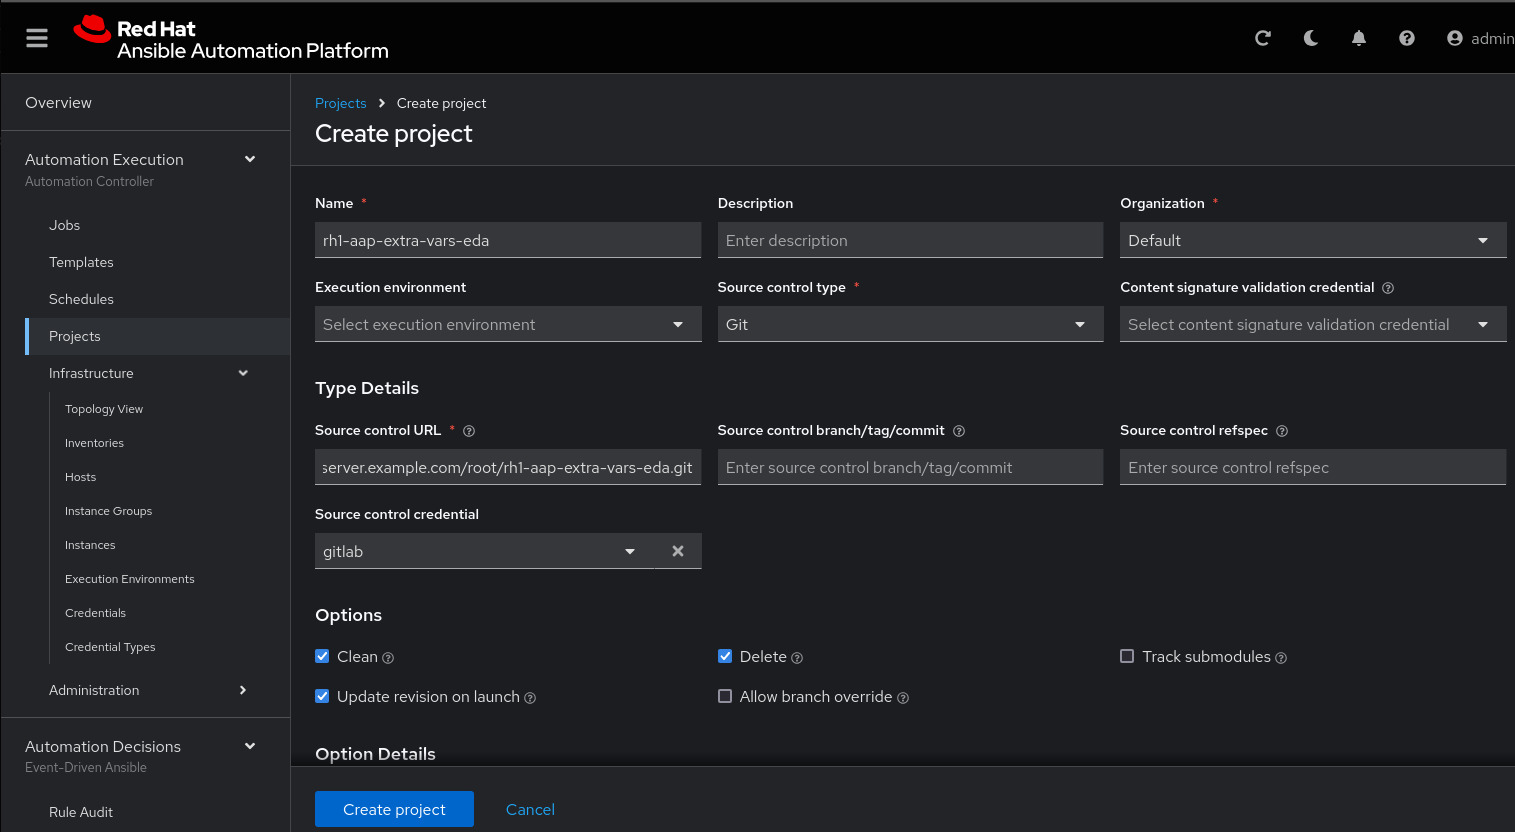 Red Hat
Ansible Automation Platform
admin
Overview
Automation Execution
Automation Controller
Jobs
Templates
Schedules
Projects
Infrastructure
Topology View
Inventories
Hosts
Instance Groups
Instances
Execution Environments
Credentials
Credential Types
Administration
Automation Decisions
Event-Driven Ansible
Rule Audit
Projects > Create project
Create project
Name *
rh1-aap-extra-vars-eda
Description
Enter description
Organization *
Default
Execution environment
Select execution environment
Source control type *
Git
Content signature validation credential
Select content signature validation credential
Type Details
Source control URL *
server.example.com/root/rh1-aap-extra-vars-eda.git
Source control branch/tag/commit
Enter source control branch/tag/commit
Source control refspec
Enter source control refspec
Source control credential
gitlab
Options
Clean
Delete
Track submodules
Update revision on launch
Allow branch override
Option Details
Create project
Cancel